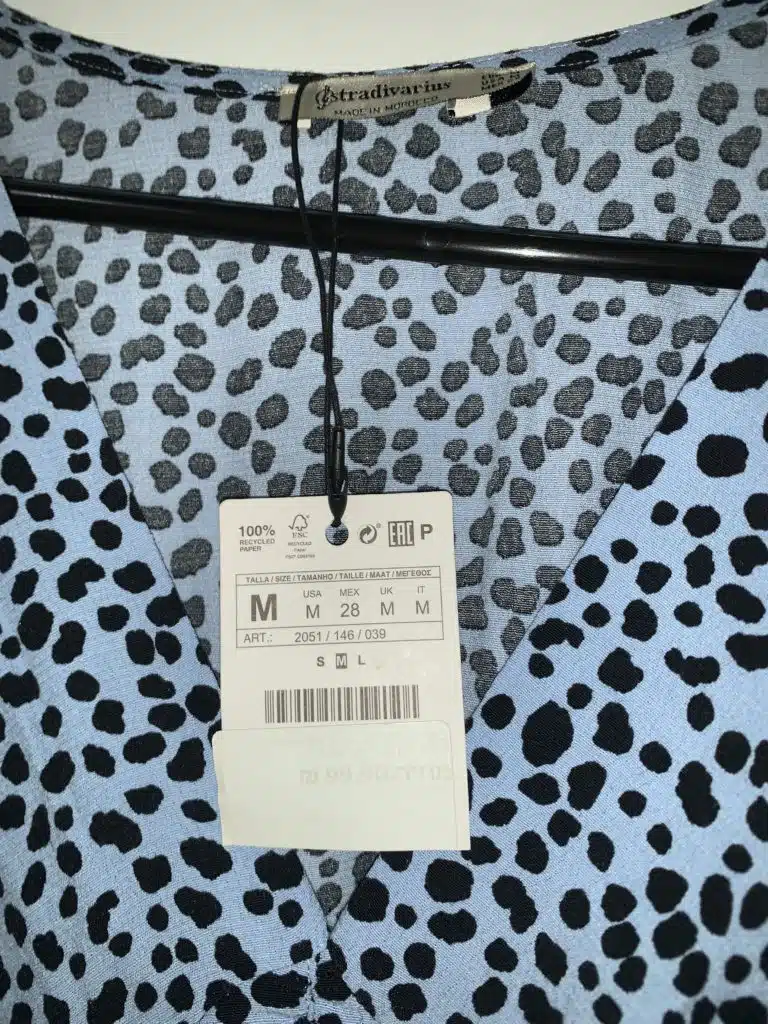 stradivarius
MADE IN MOROCCO
100%
RECYCLED
PAPER
FSC
RECYCLED
EAC P
TALLA / SIZE / TAMANHO / TAILLE / MAAT / ΜΕΓΕΘΟΣ
M USA MEX UK IT
M 28 M M
ART.: 2051 / 146 / 039
S M L